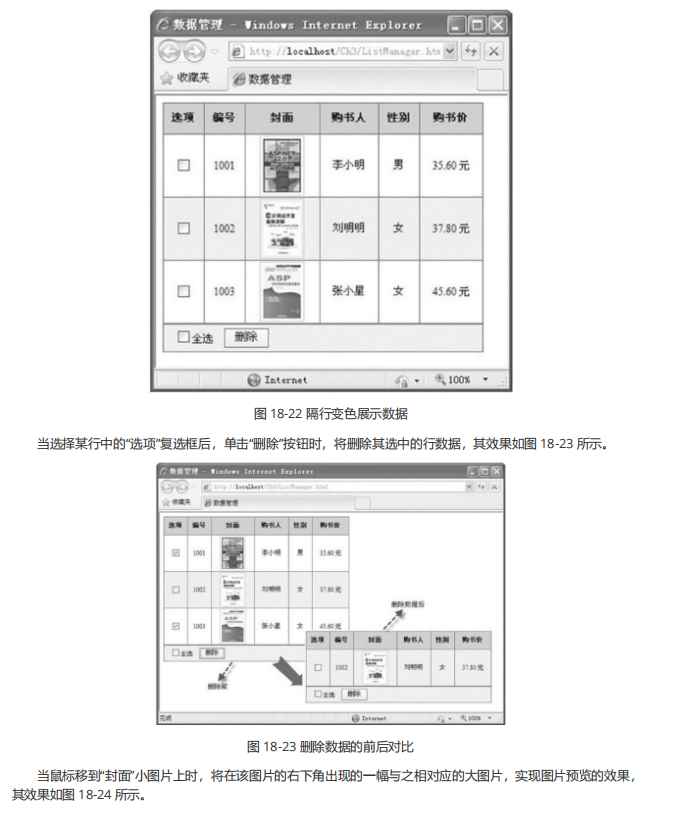 数据管理 - Windows Internet Explorer
http://localhost/Ch3/ListManager.htm
收藏夹 数据管理
选项 编号 封面 购书人 性别 购书价
1001 李小明 男 35.60 元
1002 刘明明 女 37.80 元
ASP
1003 张小星 女 45.60 元
全选 删除
Internet 100%
图 18-22 隔行变色展示数据
当选择某行中的“选项”复选框后，单击“删除”按钮时，将删除其选中的行数据，其效果如图 18-23 所示。
数据管理 - Windows Internet Explorer
http://localhost/Ch3/ListManager.html
收藏夹 数据管理
选项 编号 封面 购书人 性别 购书价
1001 李小明 男 35.60 元
1002 刘明明 女 37.80 元
ASP
1003 张小星 女 45.60 元
全选 删除
删除前
删除数据后
选项 编号 封面 购书人 性别 购书价
1002 刘明明 女 37.80 元
全选 删除
完成 Internet 100%
图 18-23 删除数据的前后对比
当鼠标移到“封面”小图片上时，将在该图片的右下角出现的一幅与之相对应的大图片，实现图片预览的效果，
其效果如图 18-24 所示。